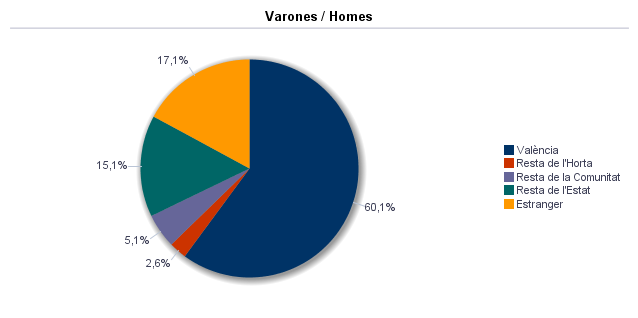 Varones / Homes
17,1%
15,1%
5,1%
2,6%
60,1%
València
Resta de l'Horta
Resta de la Comunitat
Resta de l'Estat
Estranger